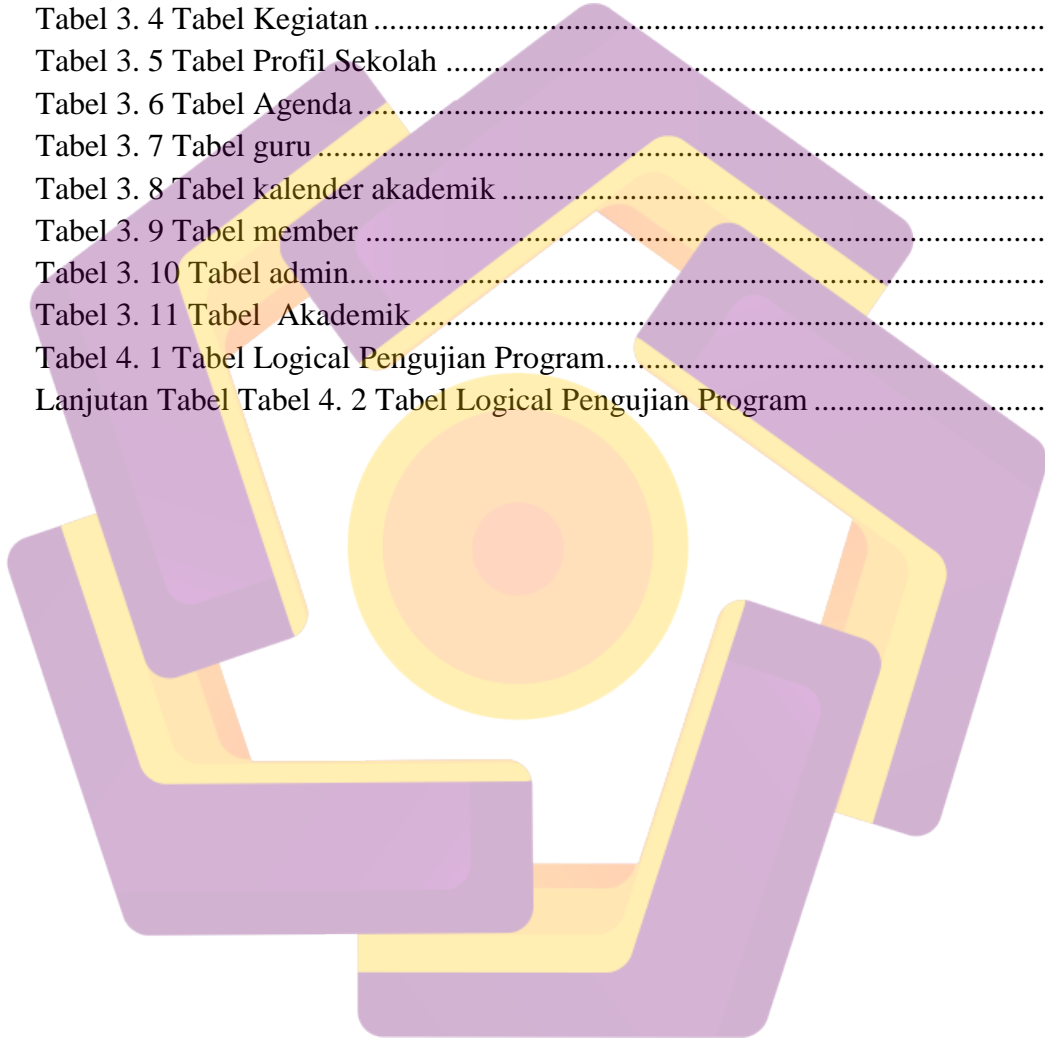 Tabel 3. 4 Tabel Kegiatan ........................................................................
Tabel 3. 5 Tabel Profil Sekolah ...............................................................
Tabel 3. 6 Tabel Agenda ..........................................................................
Tabel 3. 7 Tabel guru ...............................................................................
Tabel 3. 8 Tabel kalender akademik ........................................................
Tabel 3. 9 Tabel member .........................................................................
Tabel 3. 10 Tabel admin...........................................................................
Tabel 3. 11 Tabel  Akademik ...................................................................
Tabel 4. 1 Tabel Logical Pengujian Program...........................................
Lanjutan Tabel Tabel 4. 2 Tabel Logical Pengujian Program ........................